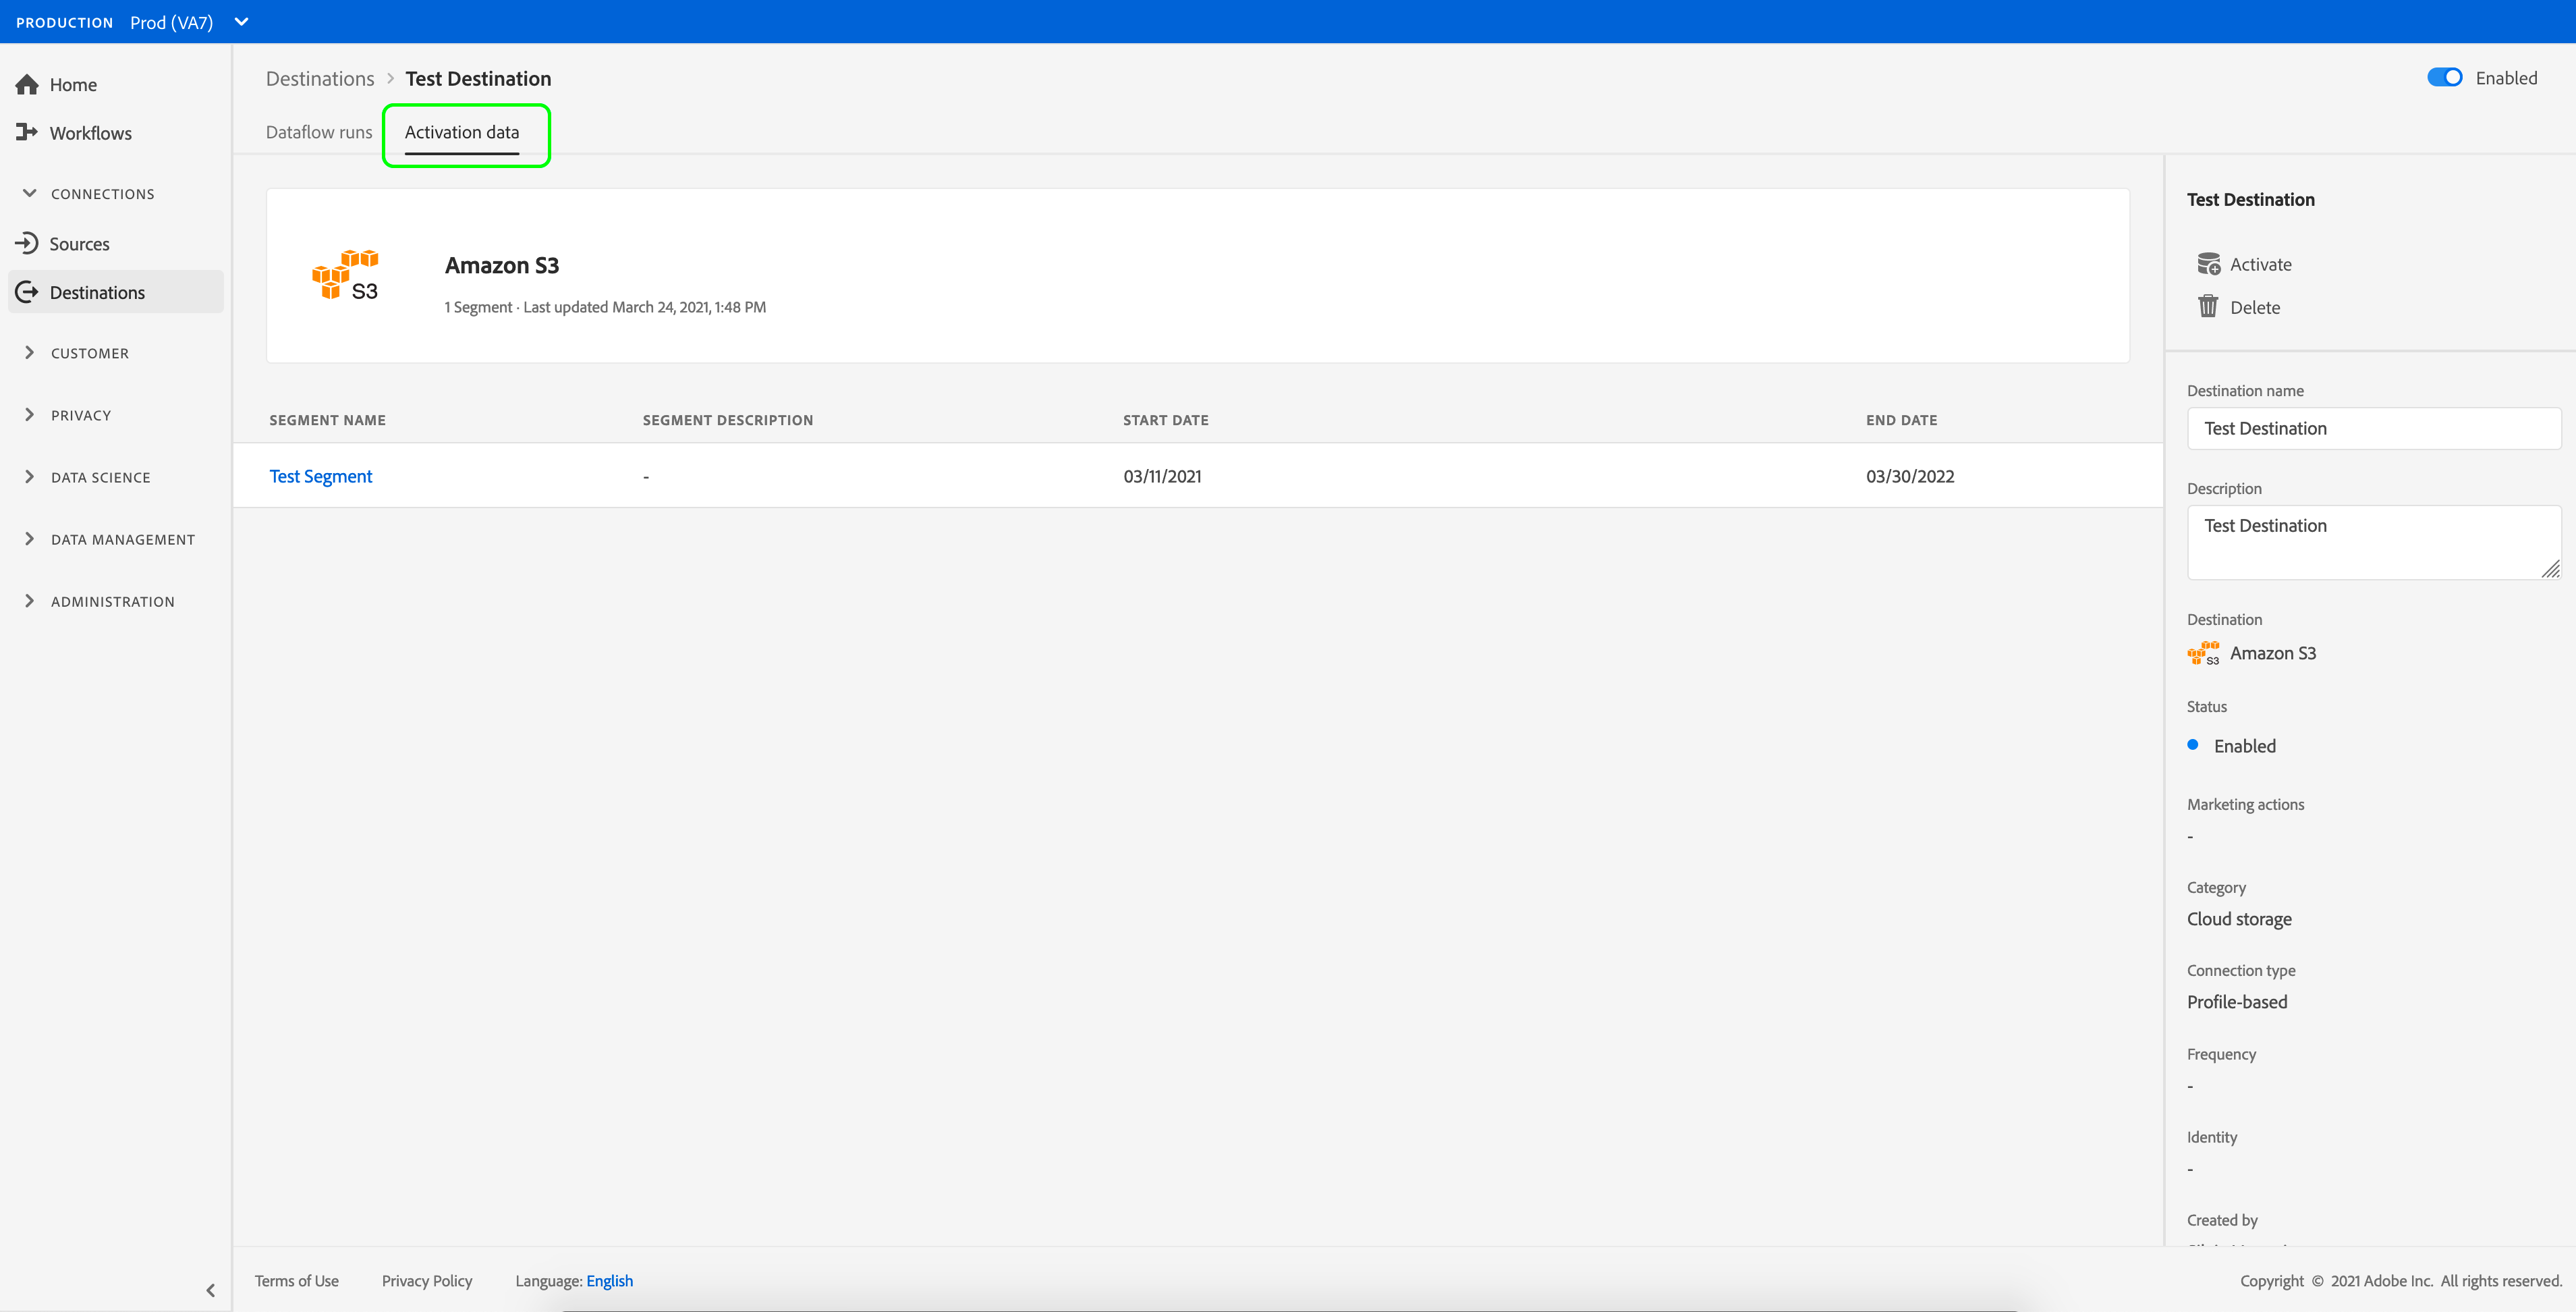 PRODUCTION Prod (VA7)
Home
Workflows
CONNECTIONS
Sources
Destinations
CUSTOMER
PRIVACY
DATA SCIENCE
DATA MANAGEMENT
ADMINISTRATION
Destinations > Test Destination
Enabled
Dataflow runs Activation data
S3
Amazon S3
1 Segment · Last updated March 24, 2021, 1:48 PM
SEGMENT NAME SEGMENT DESCRIPTION START DATE END DATE
Test Segment - 03/11/2021 03/30/2022
Test Destination
Activate
Delete
Destination name
Test Destination
Description
Test Destination
Destination
S3 Amazon S3
Status
Enabled
Marketing actions
-
Category
Cloud storage
Connection type
Profile-based
Frequency
-
Identity
-
Created by
Terms of Use Privacy Policy Language: English
Copyright © 2021 Adobe Inc. All rights reserved.